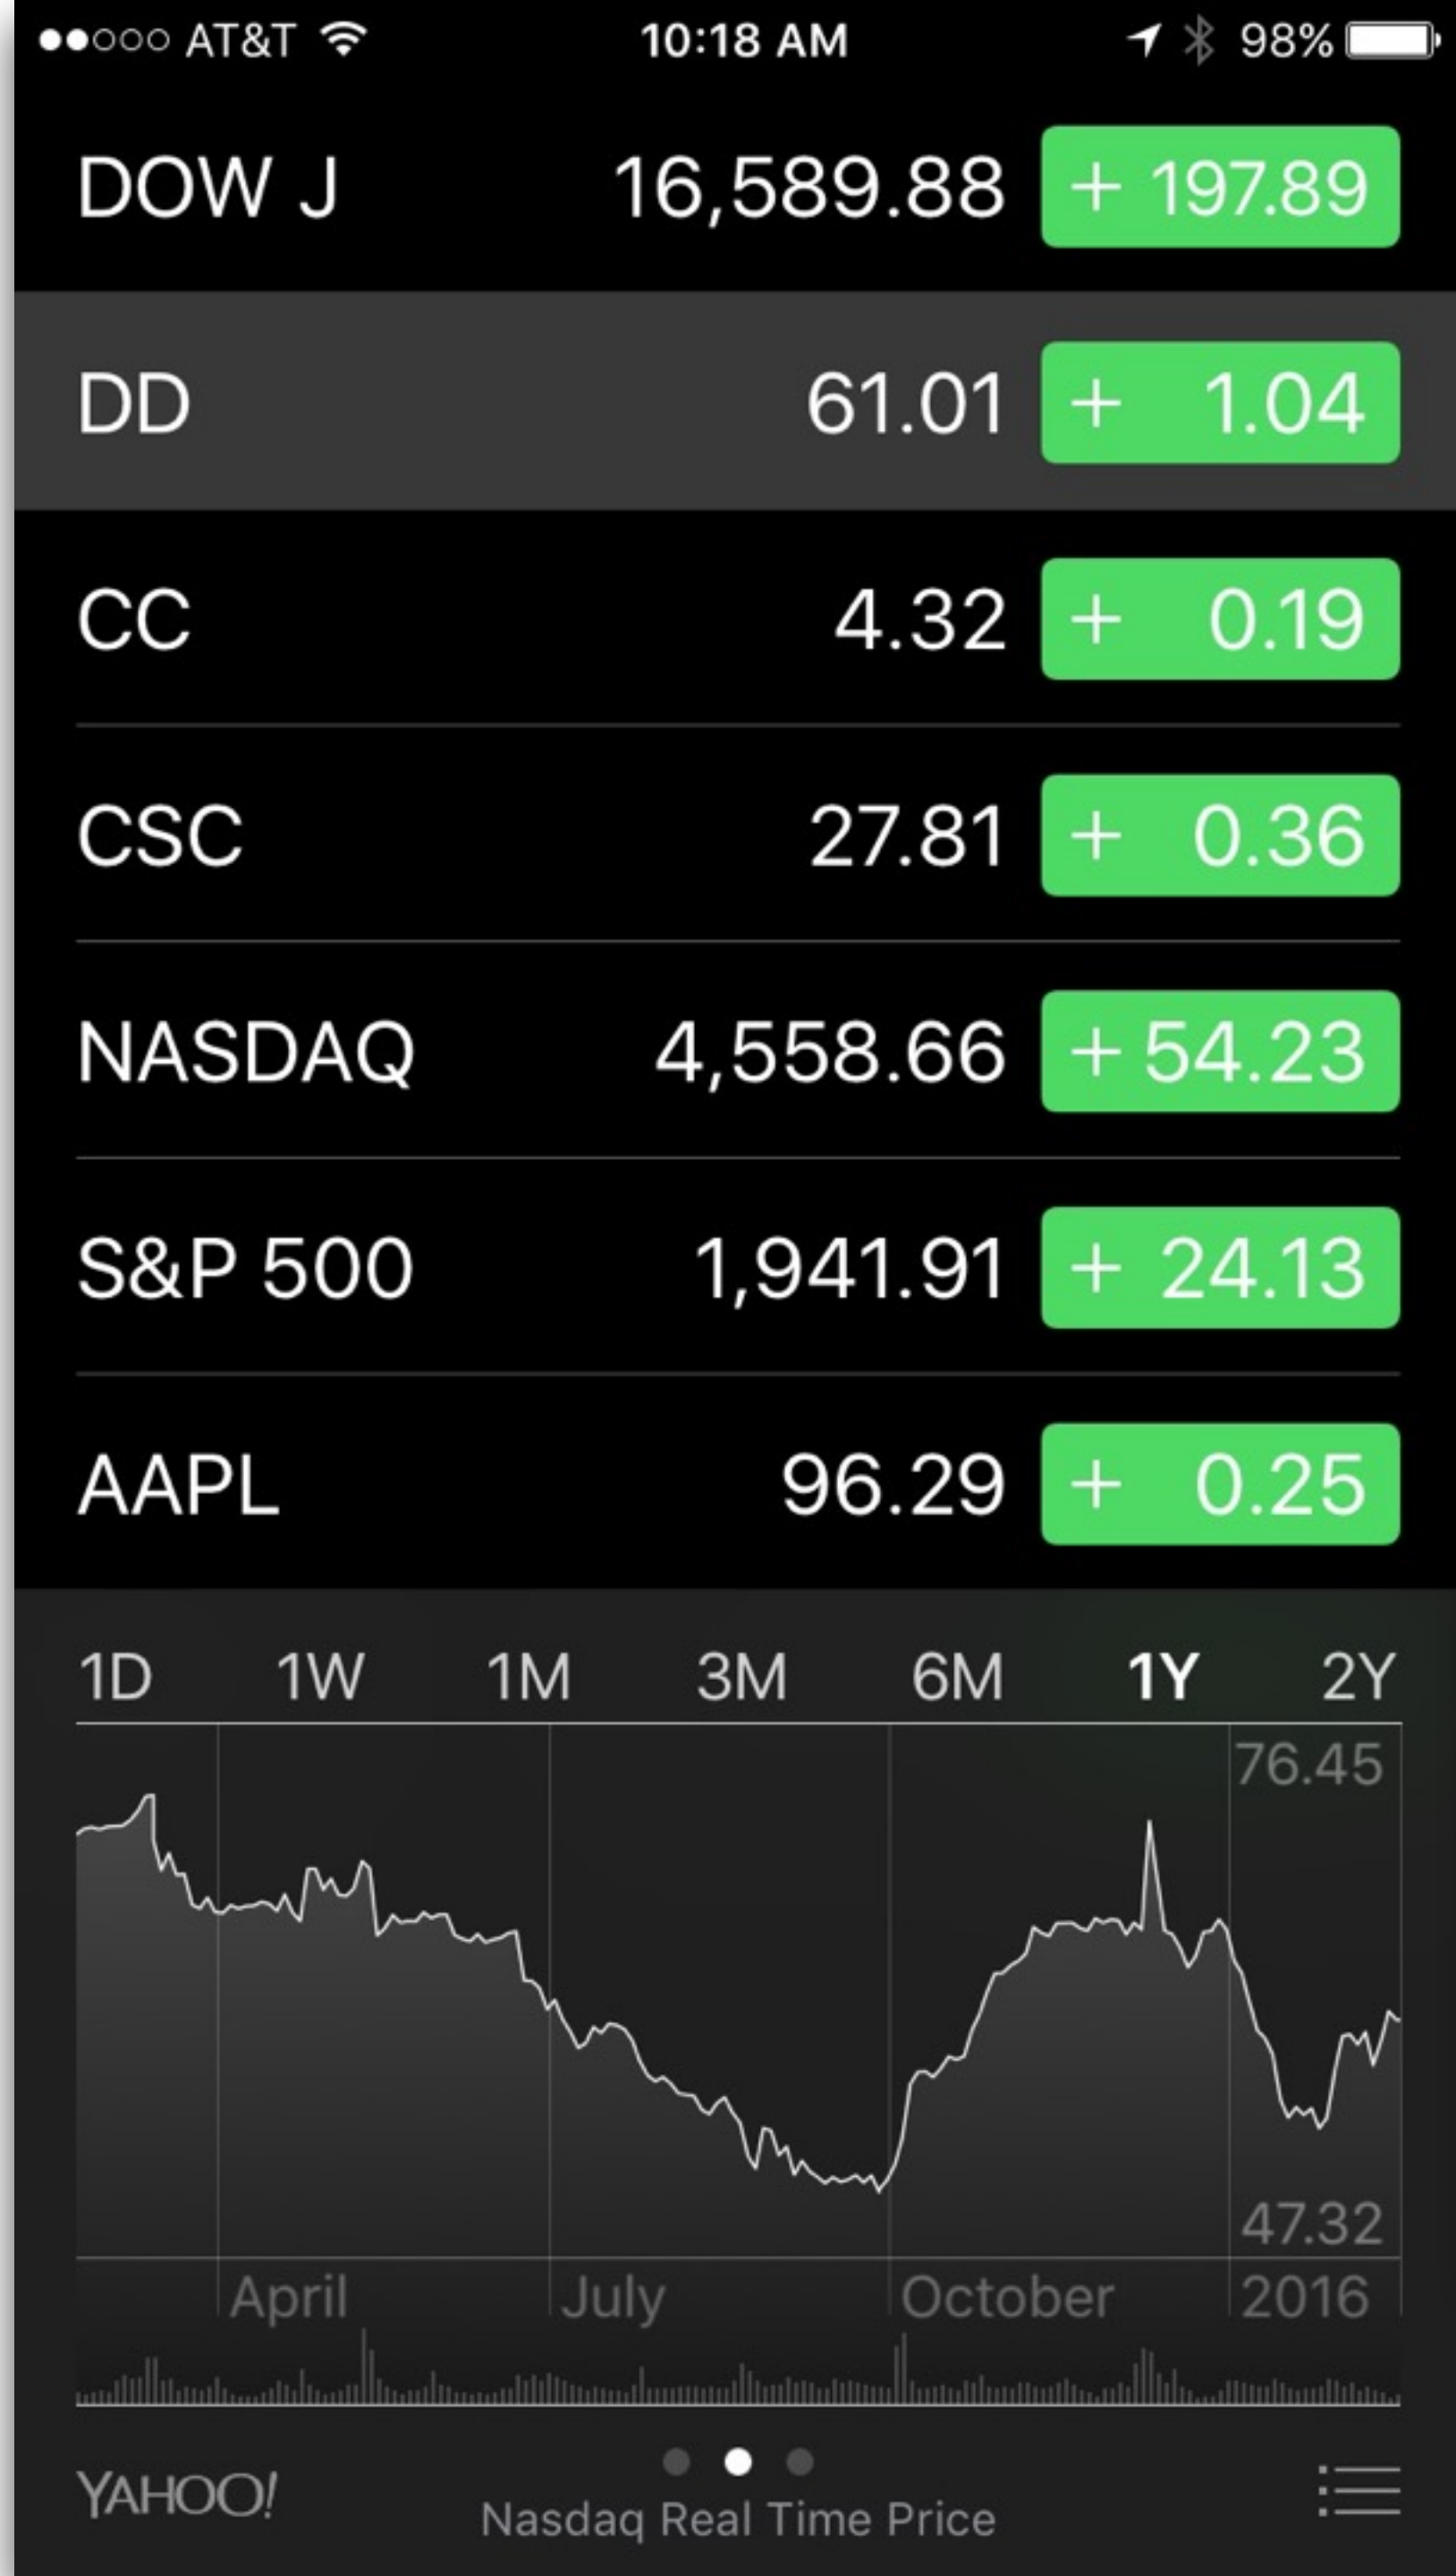 AT&T 10:18 AM 98%
DOW J 16,589.88 + 197.89
DD 61.01 + 1.04
CC 4.32 + 0.19
CSC 27.81 + 0.36
NASDAQ 4,558.66 + 54.23
S&P 500 1,941.91 + 24.13
AAPL 96.29 + 0.25
1D 1W 1M 3M 6M 1Y 2Y
76.45
47.32
April July October 2016
YAHOO!
Nasdaq Real Time Price